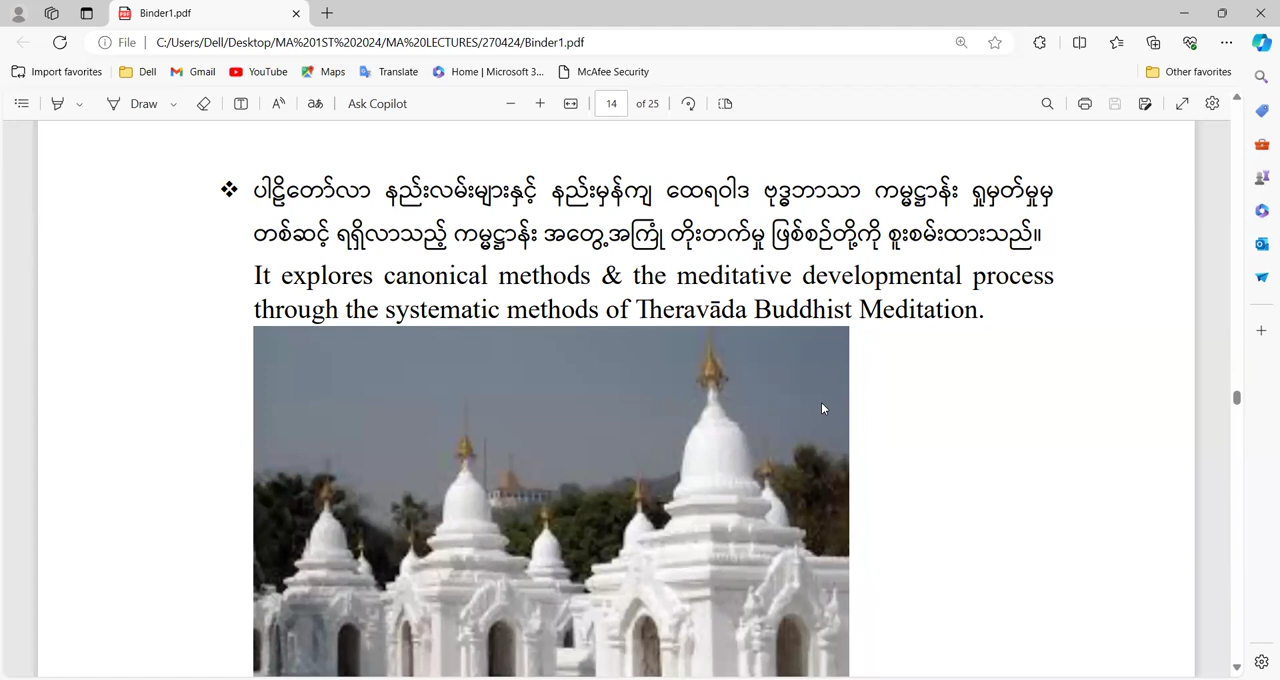 Binder1.pdf
File
C:/Users/Dell/Desktop/MA%201ST%202024/MA%20LECTURES/270424/Binder1.pdf
Import favorites Dell Gmail YouTube Maps Translate Home | Microsoft 3... McAfee Security Other favorites
Draw Ask Copilot 14 of 25
❖ ပါဠိတော်လာ နည်းလမ်းများနှင့် နည်းမှန်ကျ ထေရဝါဒ ဗုဒ္ဓဘာသာ ကမ္မဋ္ဌာန်း ရှုမှတ်မှုမှ
တစ်ဆင့် ရရှိလာသည့် ကမ္မဋ္ဌာန်း အတွေ့အကြုံ တိုးတက်မှု ဖြစ်စဉ်တို့ကို စူးစမ်းထားသည်။
It explores canonical methods & the meditative developmental process
through the systematic methods of Theravāda Buddhist Meditation.